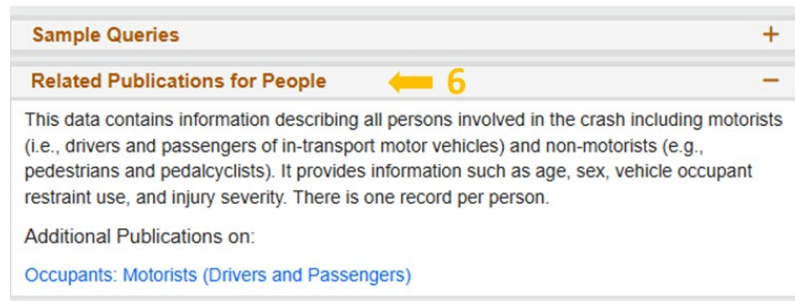 Sample Queries +
Related Publications for People 6 −
This data contains information describing all persons involved in the crash including motorists
(i.e., drivers and passengers of in-transport motor vehicles) and non-motorists (e.g.,
pedestrians and pedalcyclists). It provides information such as age, sex, vehicle occupant
restraint use, and injury severity. There is one record per person.
Additional Publications on:
Occupants: Motorists (Drivers and Passengers)